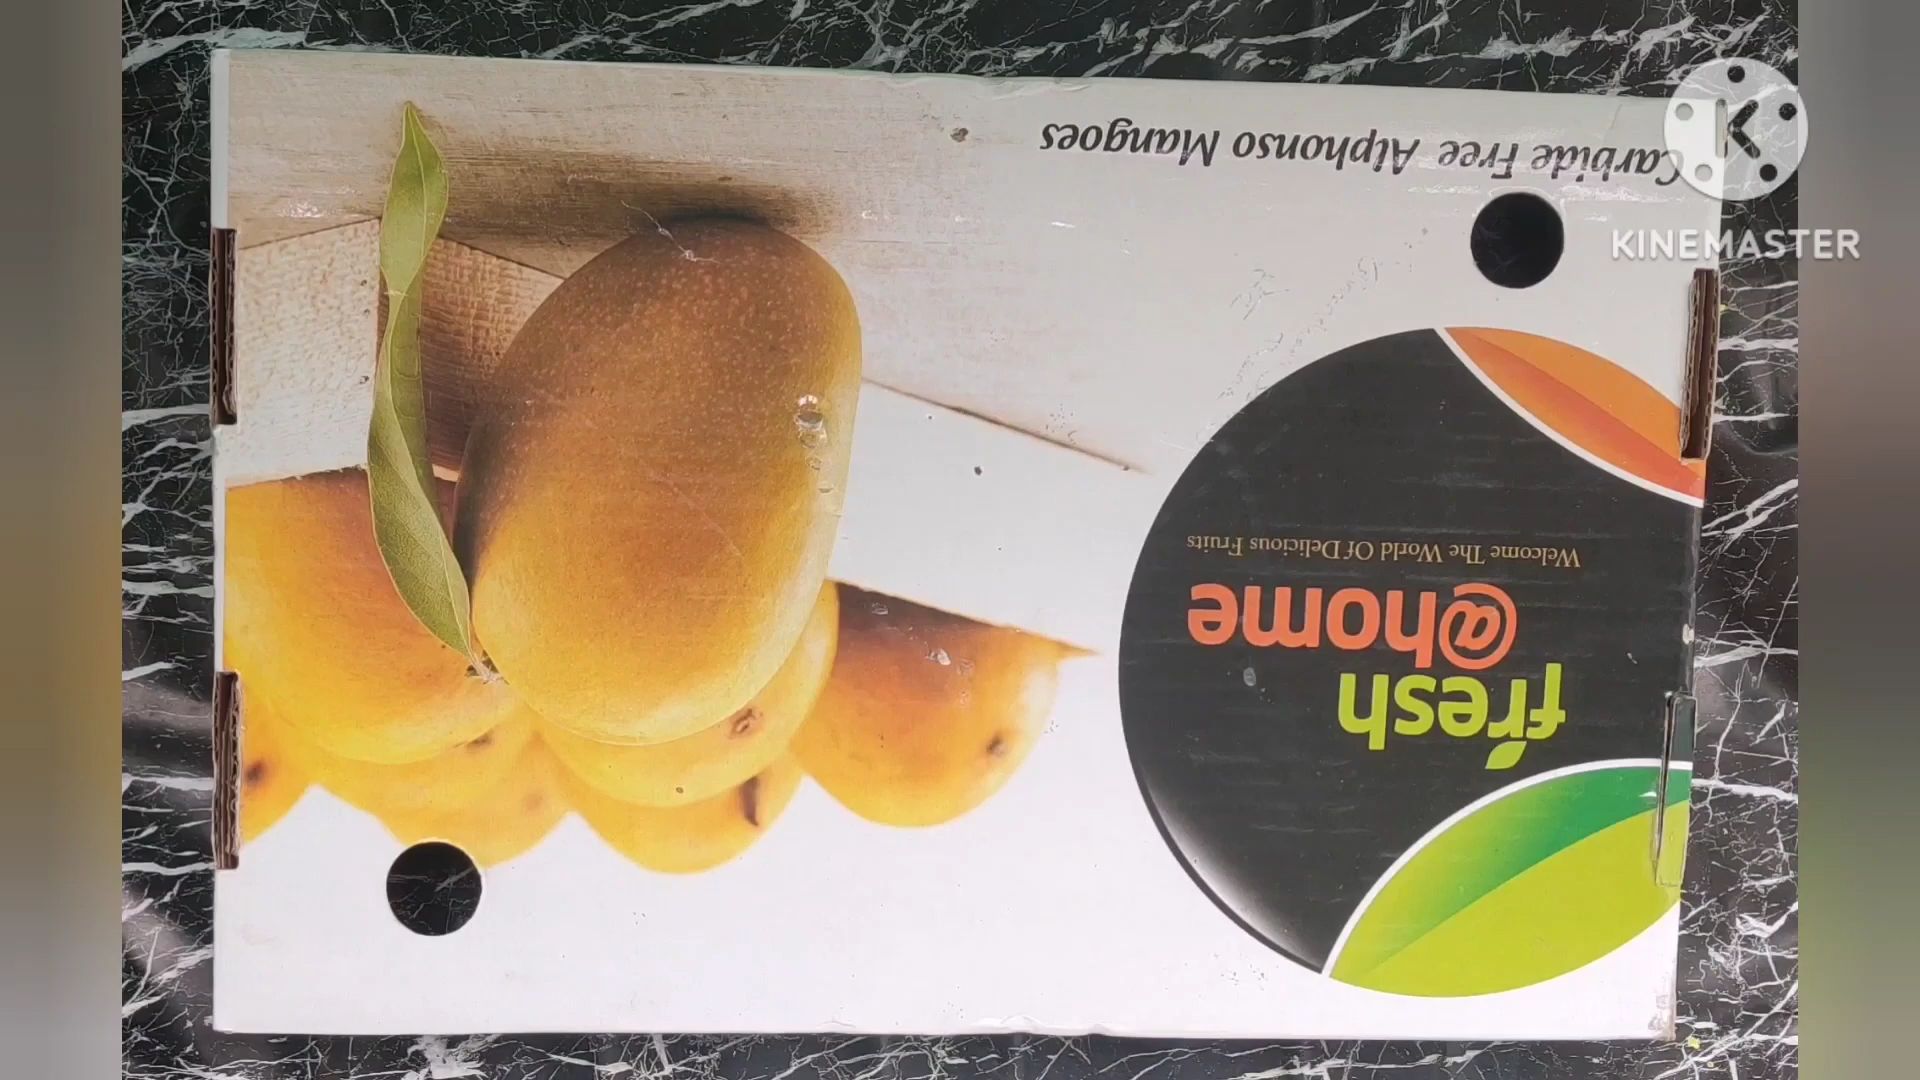 fresh
@home
Welcome The World Of Delicious Fruits
Carbide Free Alphonso Mangoes
K
KINEMASTER